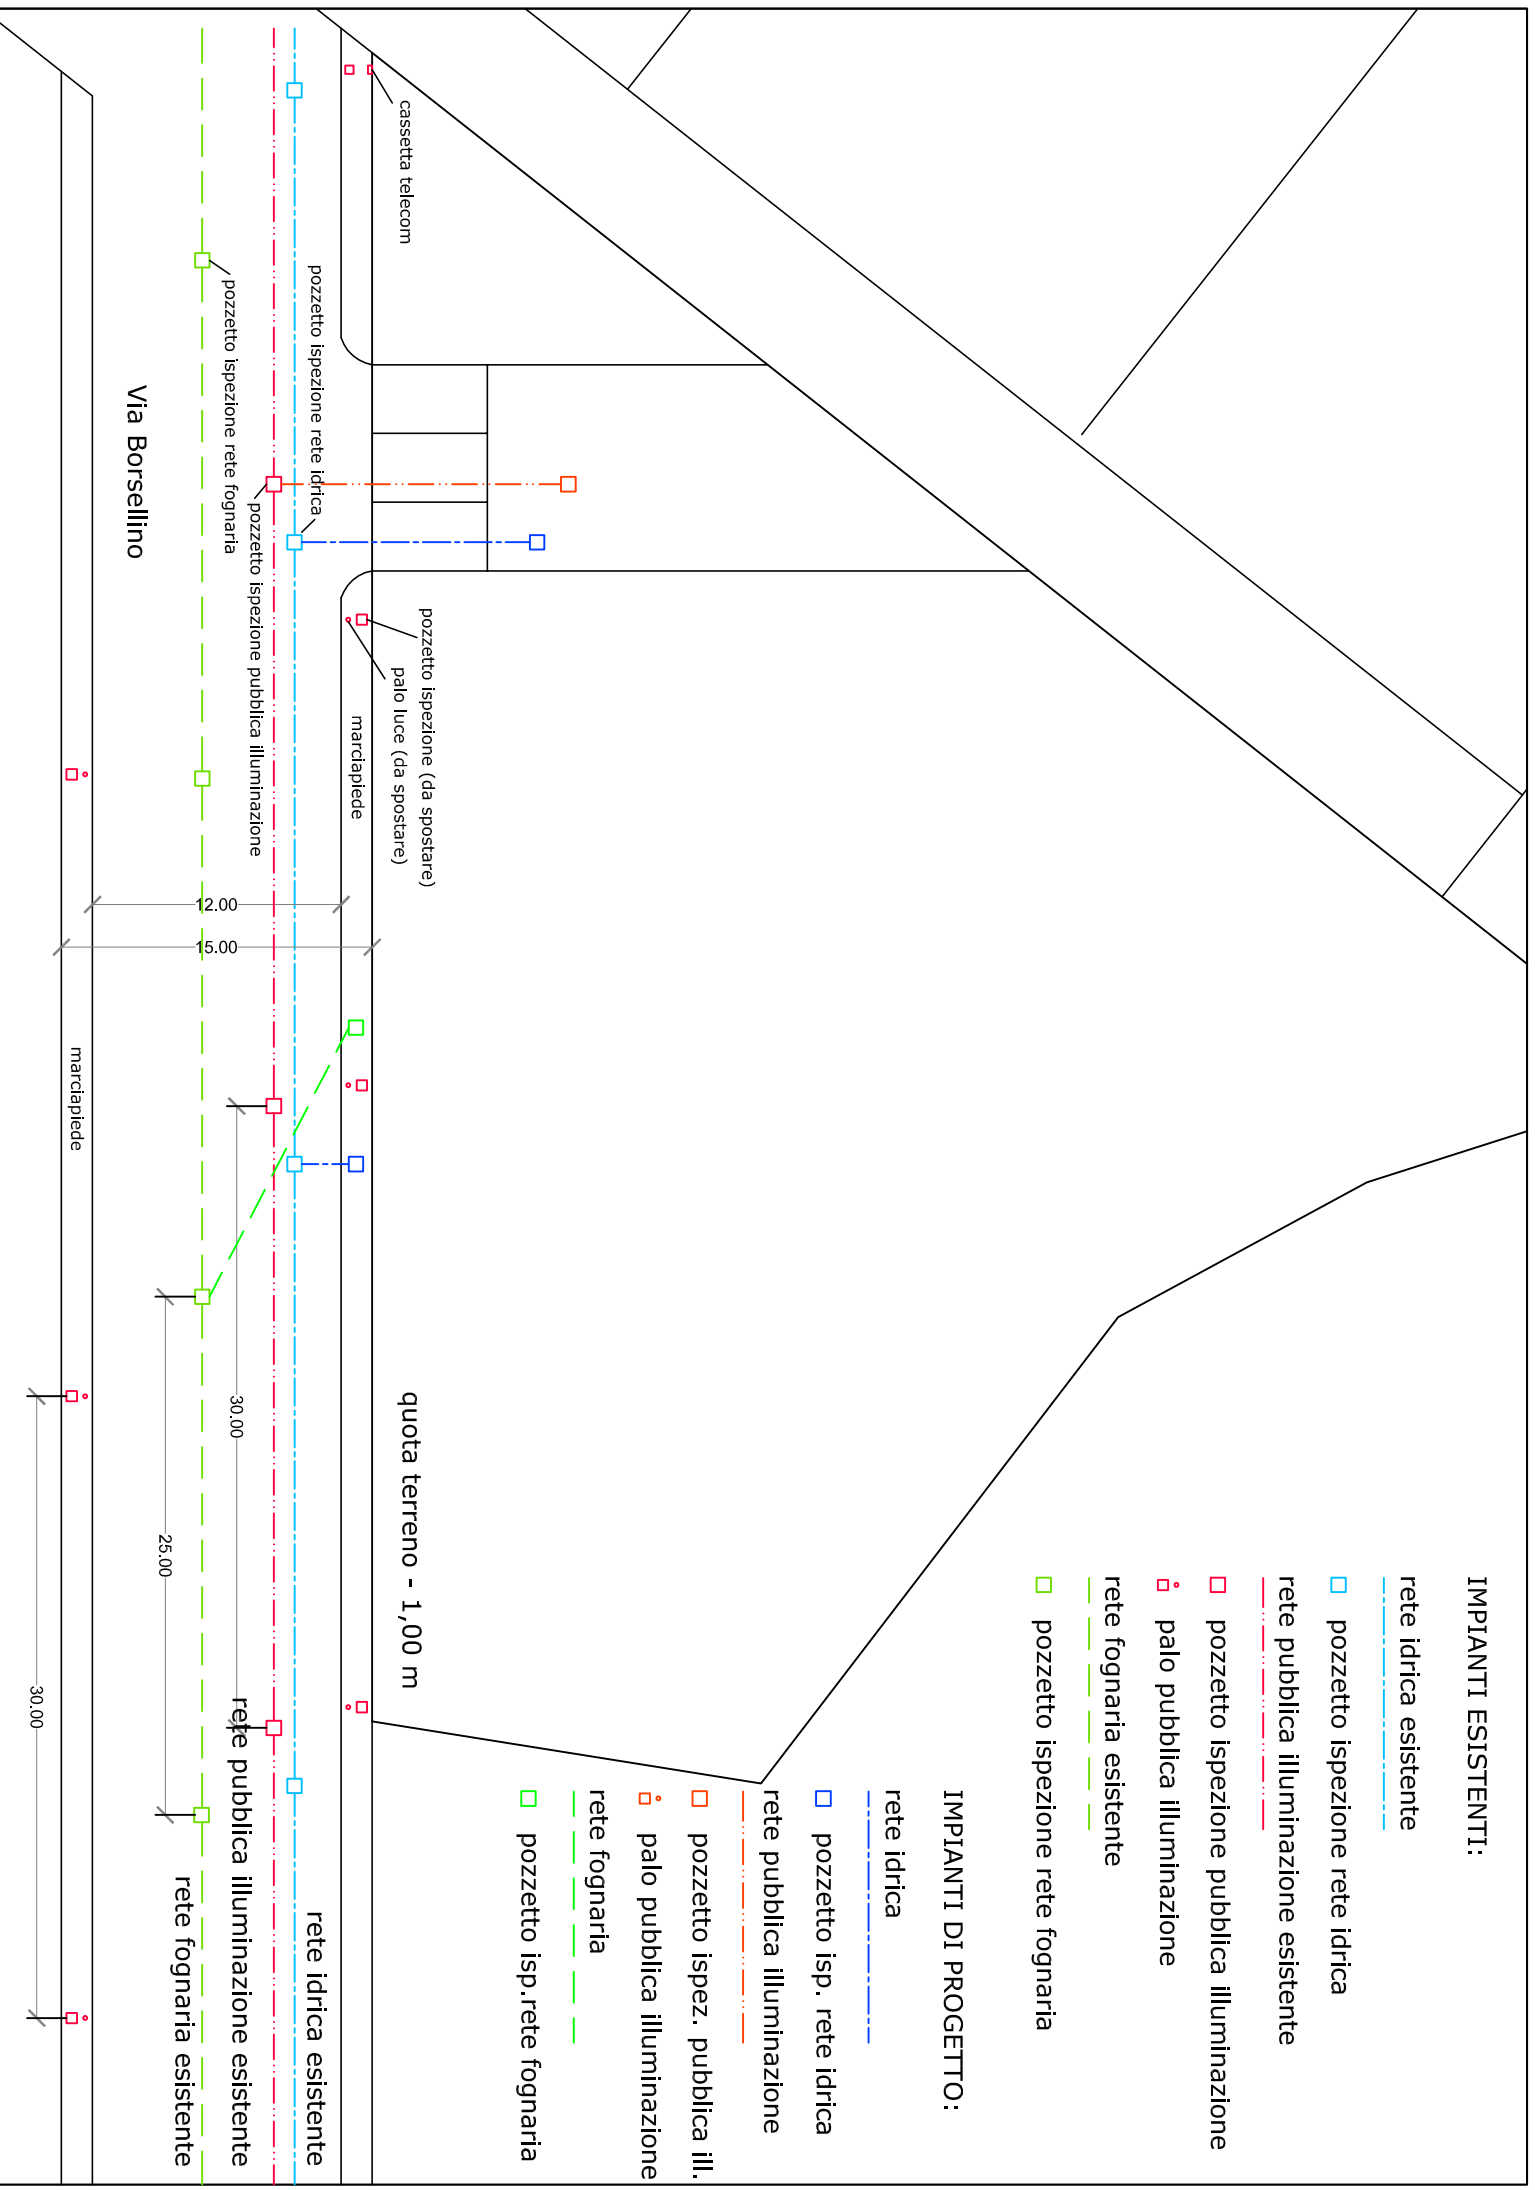 IMPIANTI ESISTENTI:
rete idrica esistente
pozzetto ispezione rete idrica
rete pubblica illuminazione esistente
pozzetto ispezione pubblica illuminazione
palo pubblica illuminazione
rete fognaria esistente
pozzetto ispezione rete fognaria
IMPIANTI DI PROGETTO:
rete idrica
pozzetto isp. rete idrica
rete pubblica illuminazione
pozzetto ispez. pubblica ill.
palo pubblica illuminazione
rete fognaria
pozzetto isp.rete fognaria
cassetta telecom
pozzetto ispezione (da spostare)
palo luce (da spostare)
marciapiede
quota terreno - 1,00 m
pozzetto ispezione rete idrica
pozzetto ispezione pubblica illuminazione
pozzetto ispezione rete fognaria
Via Borsellino
12.00
15.00
30.00
25.00
rete idrica esistente
rete pubblica illuminazione esistente
rete fognaria esistente
marciapiede
30.00